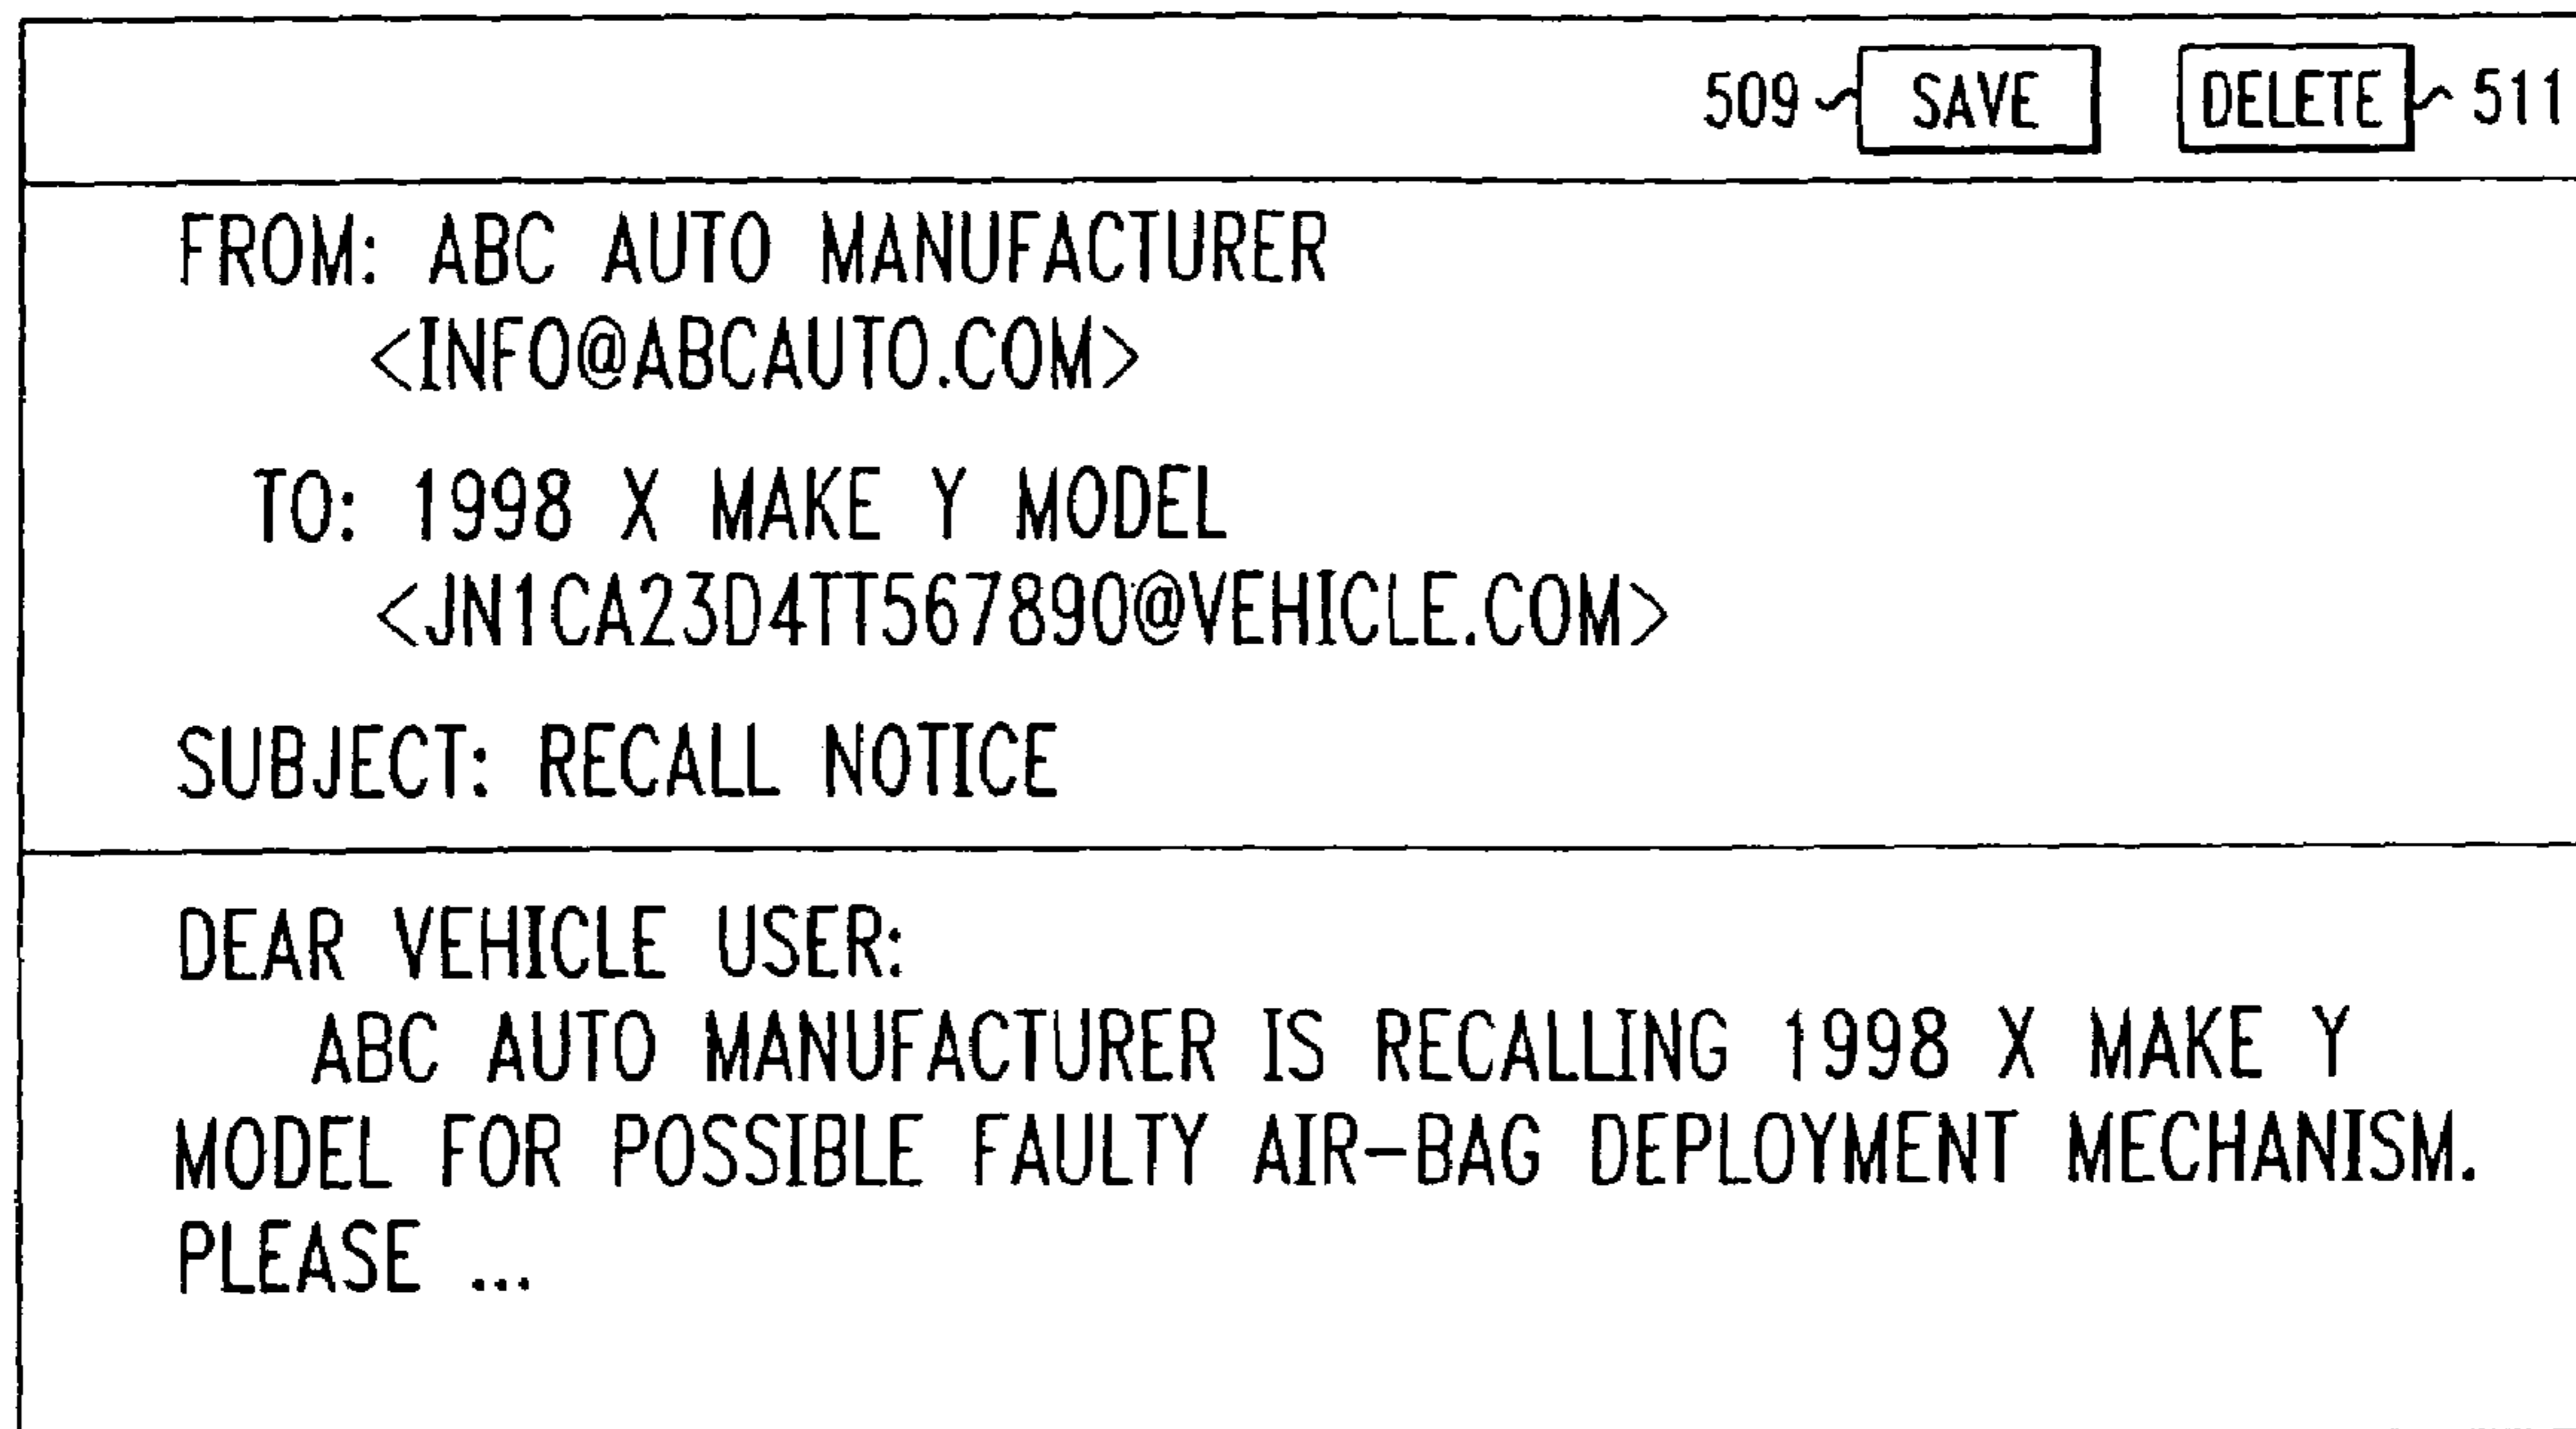 509 SAVE DELETE 511
FROM: ABC AUTO MANUFACTURER
<INFO@ABCAUTO.COM>
TO: 1998 X MAKE Y MODEL
<JN1CA23D4TT567890@VEHICLE.COM>
SUBJECT: RECALL NOTICE
DEAR VEHICLE USER:
ABC AUTO MANUFACTURER IS RECALLING 1998 X MAKE Y
MODEL FOR POSSIBLE FAULTY AIR-BAG DEPLOYMENT MECHANISM.
PLEASE ...